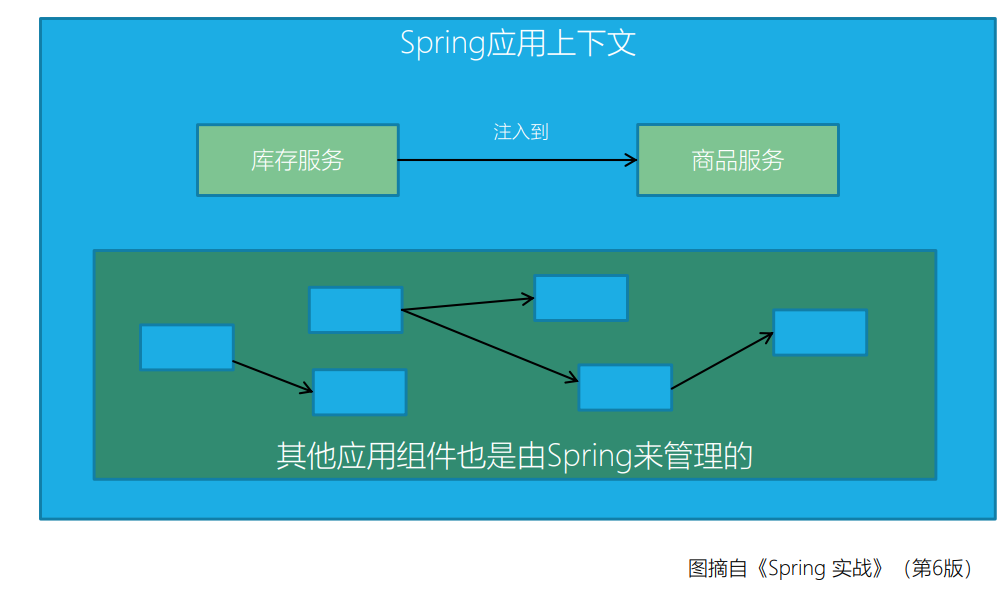 Spring应用上下文
注入到
库存服务
商品服务
其他应用组件也是由Spring来管理的
图摘自《Spring 实战》（第6版）